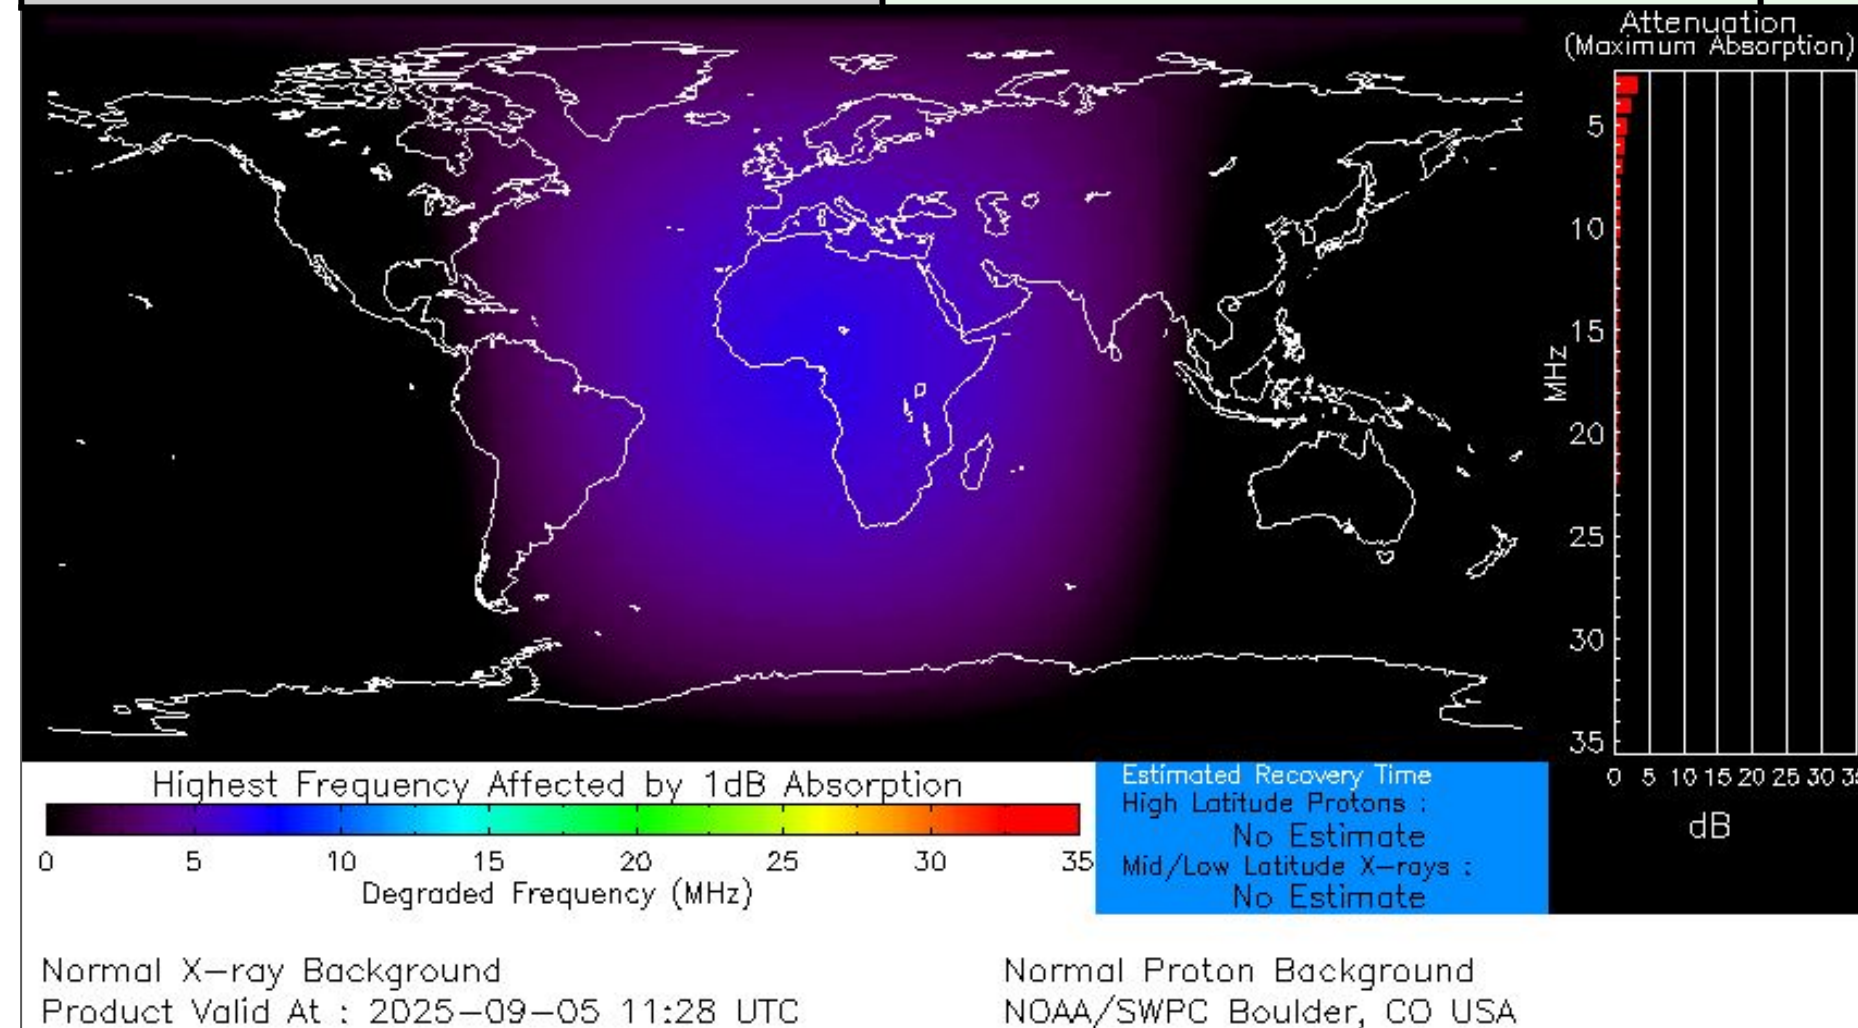 Attenuation
(Maximum Absorption)
5
10
15
20
25
30
35
MHz
0 5 10 15 20 25 30
dB
Highest Frequency Affected by 1dB Absorption
0 5 10 15 20 25 30 35
Degraded Frequency (MHz)
Estimated Recovery Time
High Latitude Protons :
No Estimate
Mid/Low Latitude X-rays :
No Estimate
Normal X-ray Background
Normal Proton Background
Product Valid At : 2025-09-05 11:28 UTC
NOAA/SWPC Boulder, CO USA